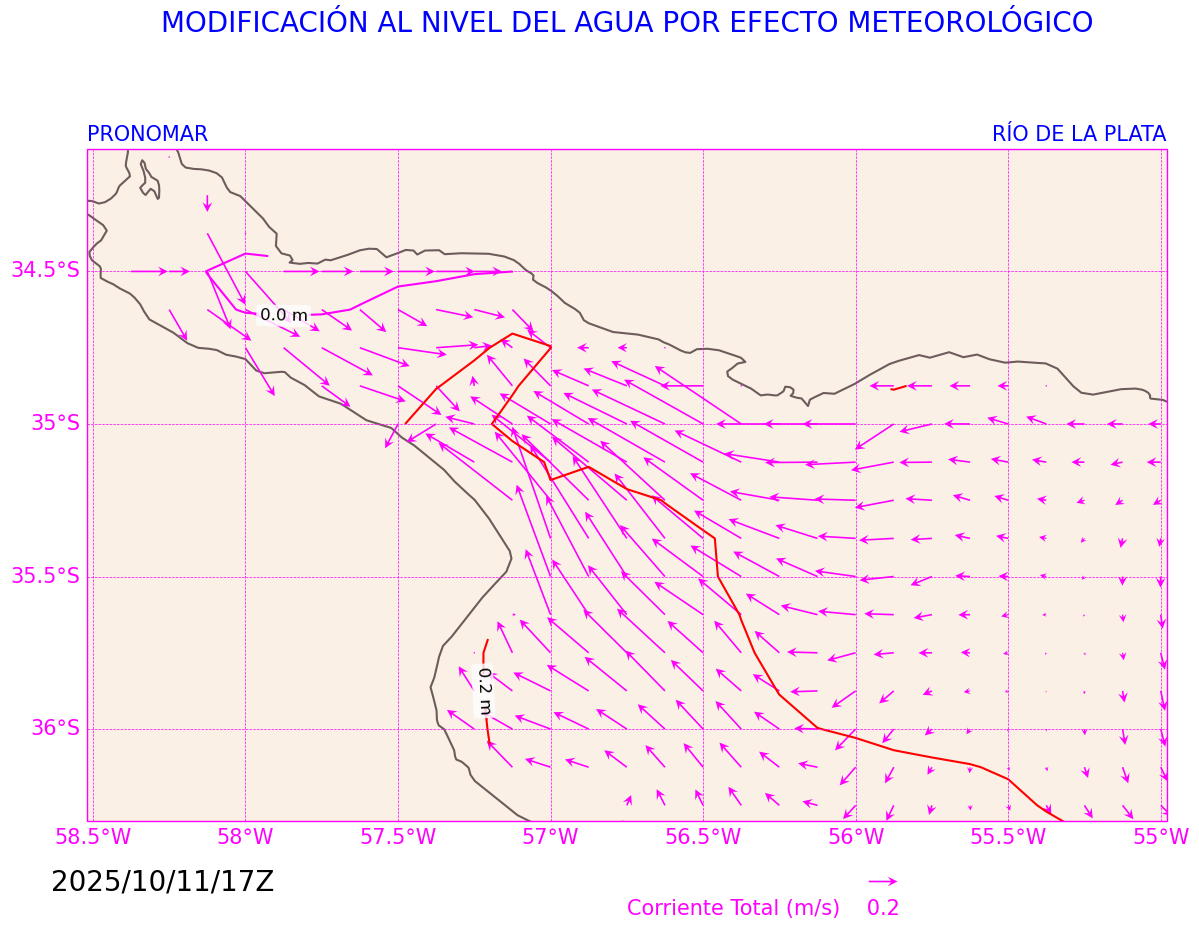 MODIFICACIÓN AL NIVEL DEL AGUA POR EFECTO METEOROLÓGICO
PRONOMAR
RÍO DE LA PLATA
34.5°S
0.0 m
35°S
35.5°S
0.2 m
36°S
58.5°W 58°W 57.5°W 57°W 56.5°W 56°W 55.5°W 55°W
2025/10/11/17Z
Corriente Total (m/s) 0.2